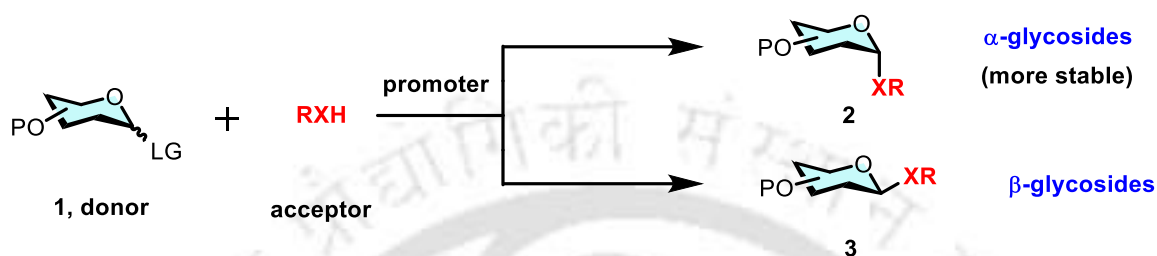 PO
O
LG
1, donor
+
RXH
acceptor
promoter
PO
O
XR
2
α-glycosides
(more stable)
PO
O
XR
3
β-glycosides